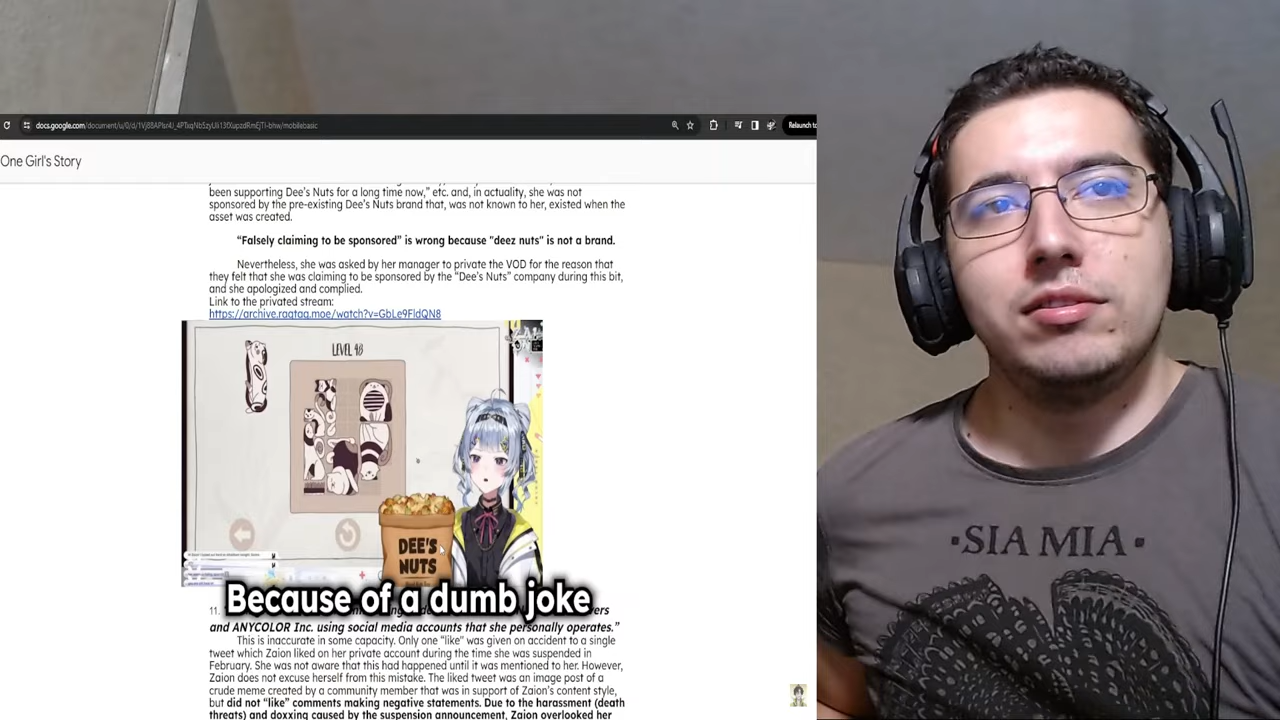 docs.google.com/document/u/0/d/
Relaunch to
One Girl's Story
been supporting Dee's Nuts for a long time now," etc. and, in actuality, she was not
sponsored by the pre-existing Dee's Nuts brand that, was not known to her, existed when the
asset was created.
"Falsely claiming to be sponsored" is wrong because "deez nuts" is not a brand.
Nevertheless, she was asked by her manager to private the VOD for the reason that
they felt that she was claiming to be sponsored by the "Dee's Nuts" company during this bit,
and she apologized and complied.
Link to the privated stream:
https://archive.ragtag.moe/watch?v=GbLe9FldQN8
LEVEL 48
DEE'S
NUTS
Because of a dumb joke
11.
and ANYCOLOR Inc. using social media accounts that she personally operates."
This is inaccurate in some capacity. Only one "like" was given on accident to a single
tweet which Zaion liked on her private account during the time she was suspended in
February. She was not aware that this had happened until it was mentioned to her. However,
Zaion does not excuse herself from this mistake. The liked tweet was an image post of a
crude meme created by a community member that was in support of Zaion's content style,
but did not "like" comments making negative statements. Due to the harassment (death
threats) and doxxing caused by the suspension announcement, Zaion overlooked her
•SIA MIA•